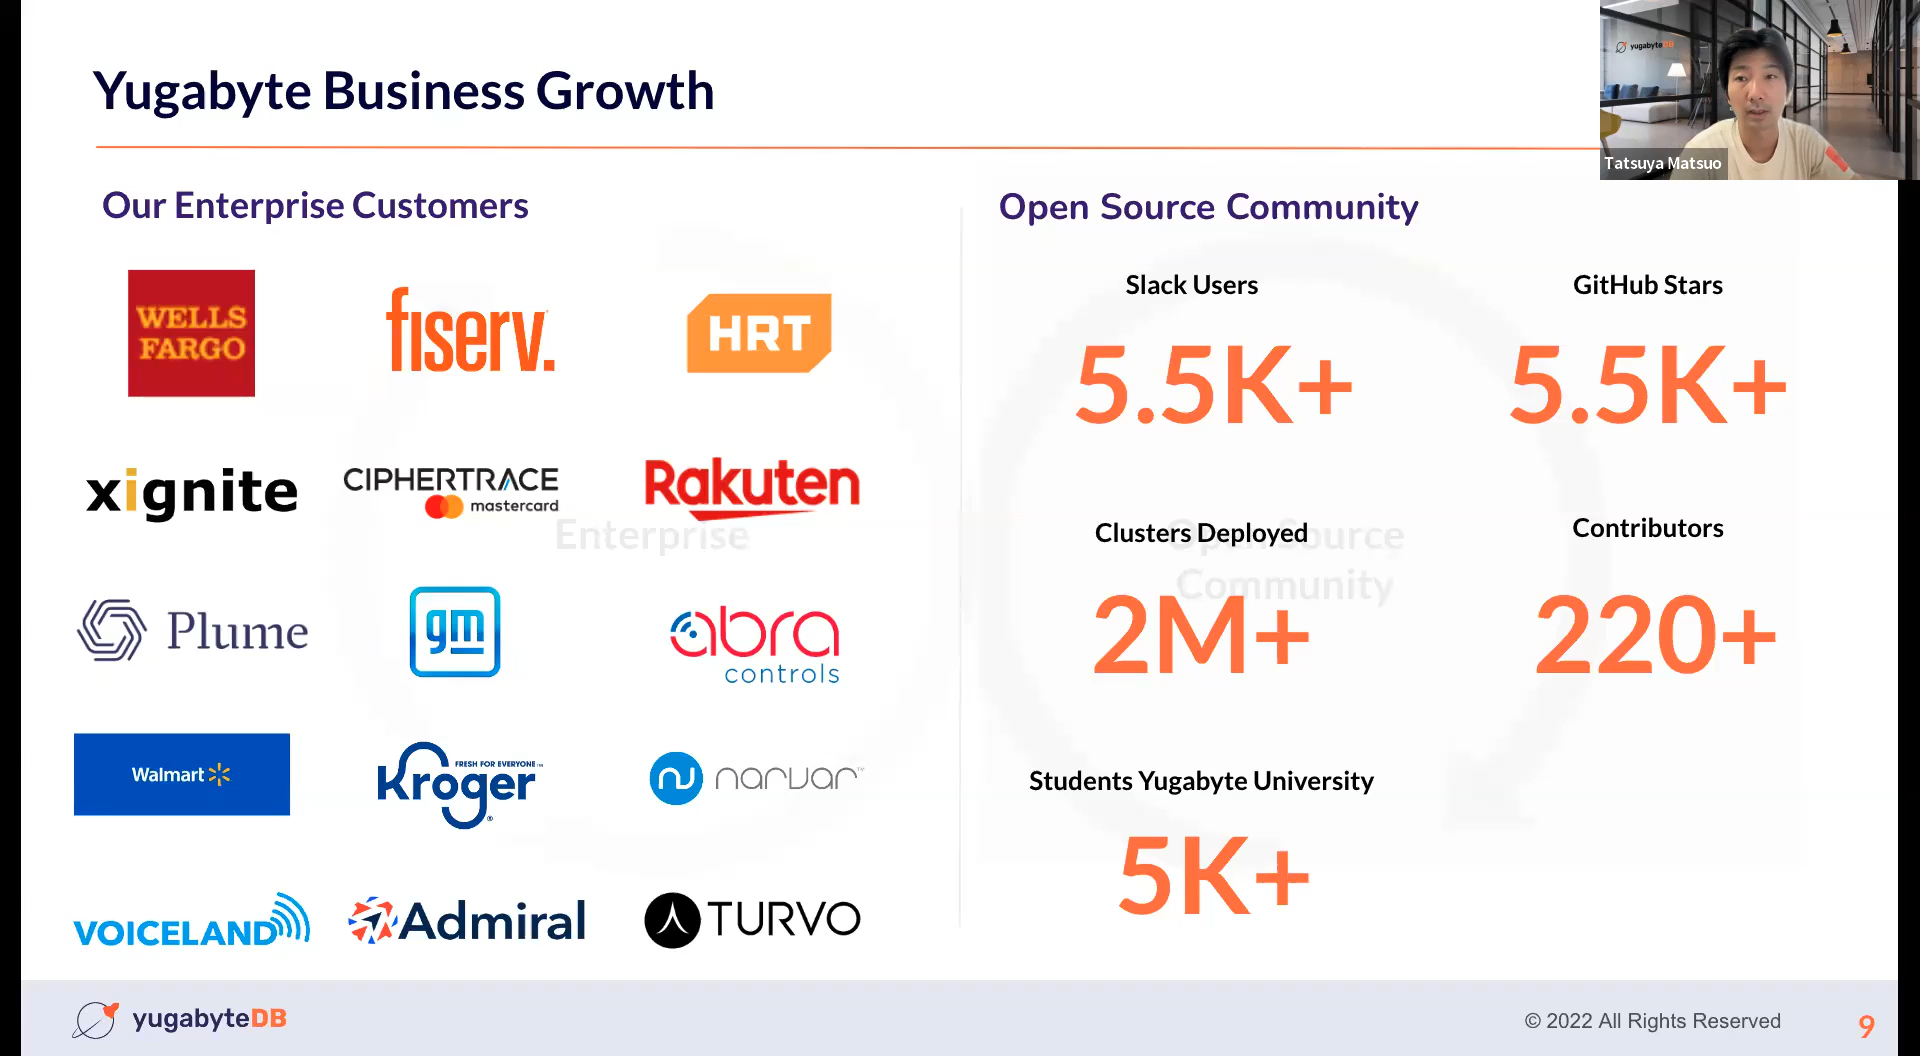 Yugabyte Business Growth
yugabyteDB
Tatsuya Matsuo
Our Enterprise Customers
WELLS
FARGO
fiserv.
HRT
xignite
CIPHERTRACE
mastercard
Rakuten
Enterprise
Plume
gm
abra
controls
Walmart
FRESH FOR EVERYONE™
Kroger
narvar™
VOICELAND
Admiral
TURVO
Open Source Community
Slack Users
5.5K+
GitHub Stars
5.5K+
Clusters Deployed
2M+
Contributors
220+
Open Source
Community
Students Yugabyte University
5K+
yugabyteDB
© 2022 All Rights Reserved
9